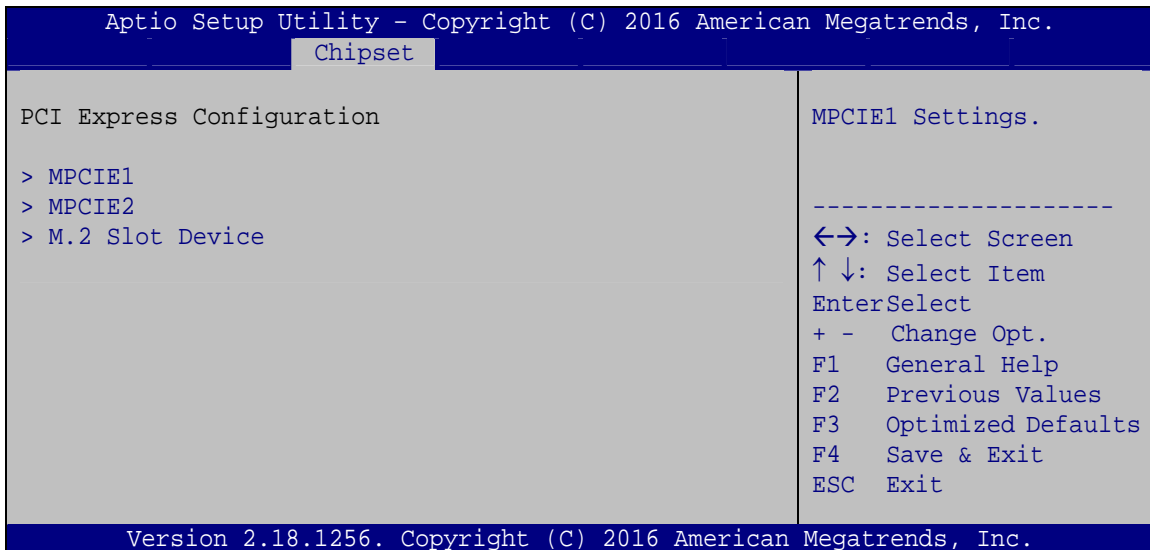 Aptio Setup Utility – Copyright (C) 2016 American Megatrends, Inc.
Chipset
PCI Express Configuration
> MPCIE1
> MPCIE2
> M.2 Slot Device
MPCIE1 Settings.
---------------------
←→: Select Screen
↑ ↓: Select Item
EnterSelect
+ - Change Opt.
F1 General Help
F2 Previous Values
F3 Optimized Defaults
F4 Save & Exit
ESC Exit
Version 2.18.1256. Copyright (C) 2016 American Megatrends, Inc.